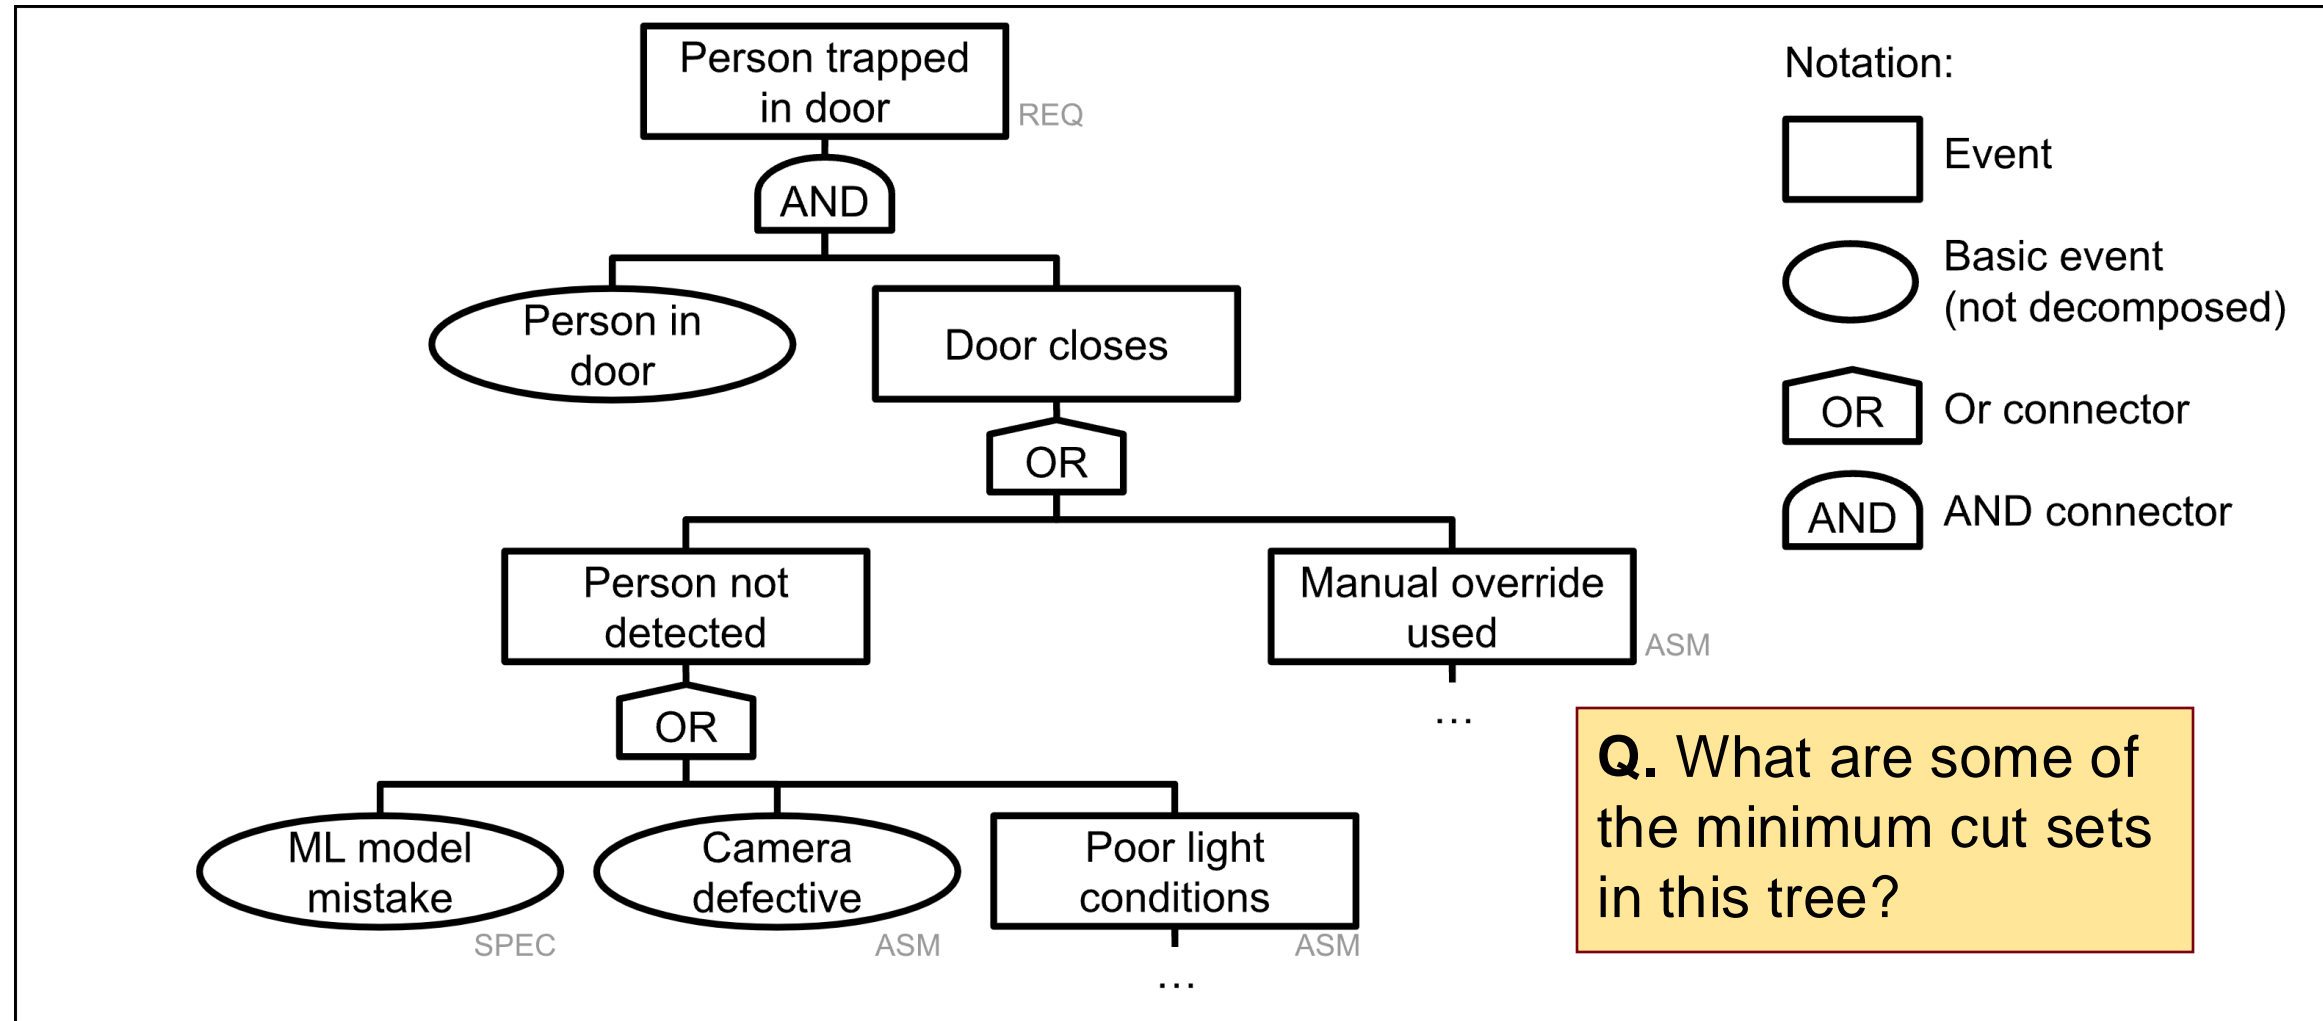 Person trapped
in door
REQ
AND
Person in
door
Door closes
OR
Person not
detected
Manual override
used
ASM
…
OR
ML model
mistake
SPEC
Camera
defective
ASM
Poor light
conditions
ASM
…
Notation:
Event
Basic event
(not decomposed)
OR
Or connector
AND
AND connector
Q. What are some of
the minimum cut sets
in this tree?